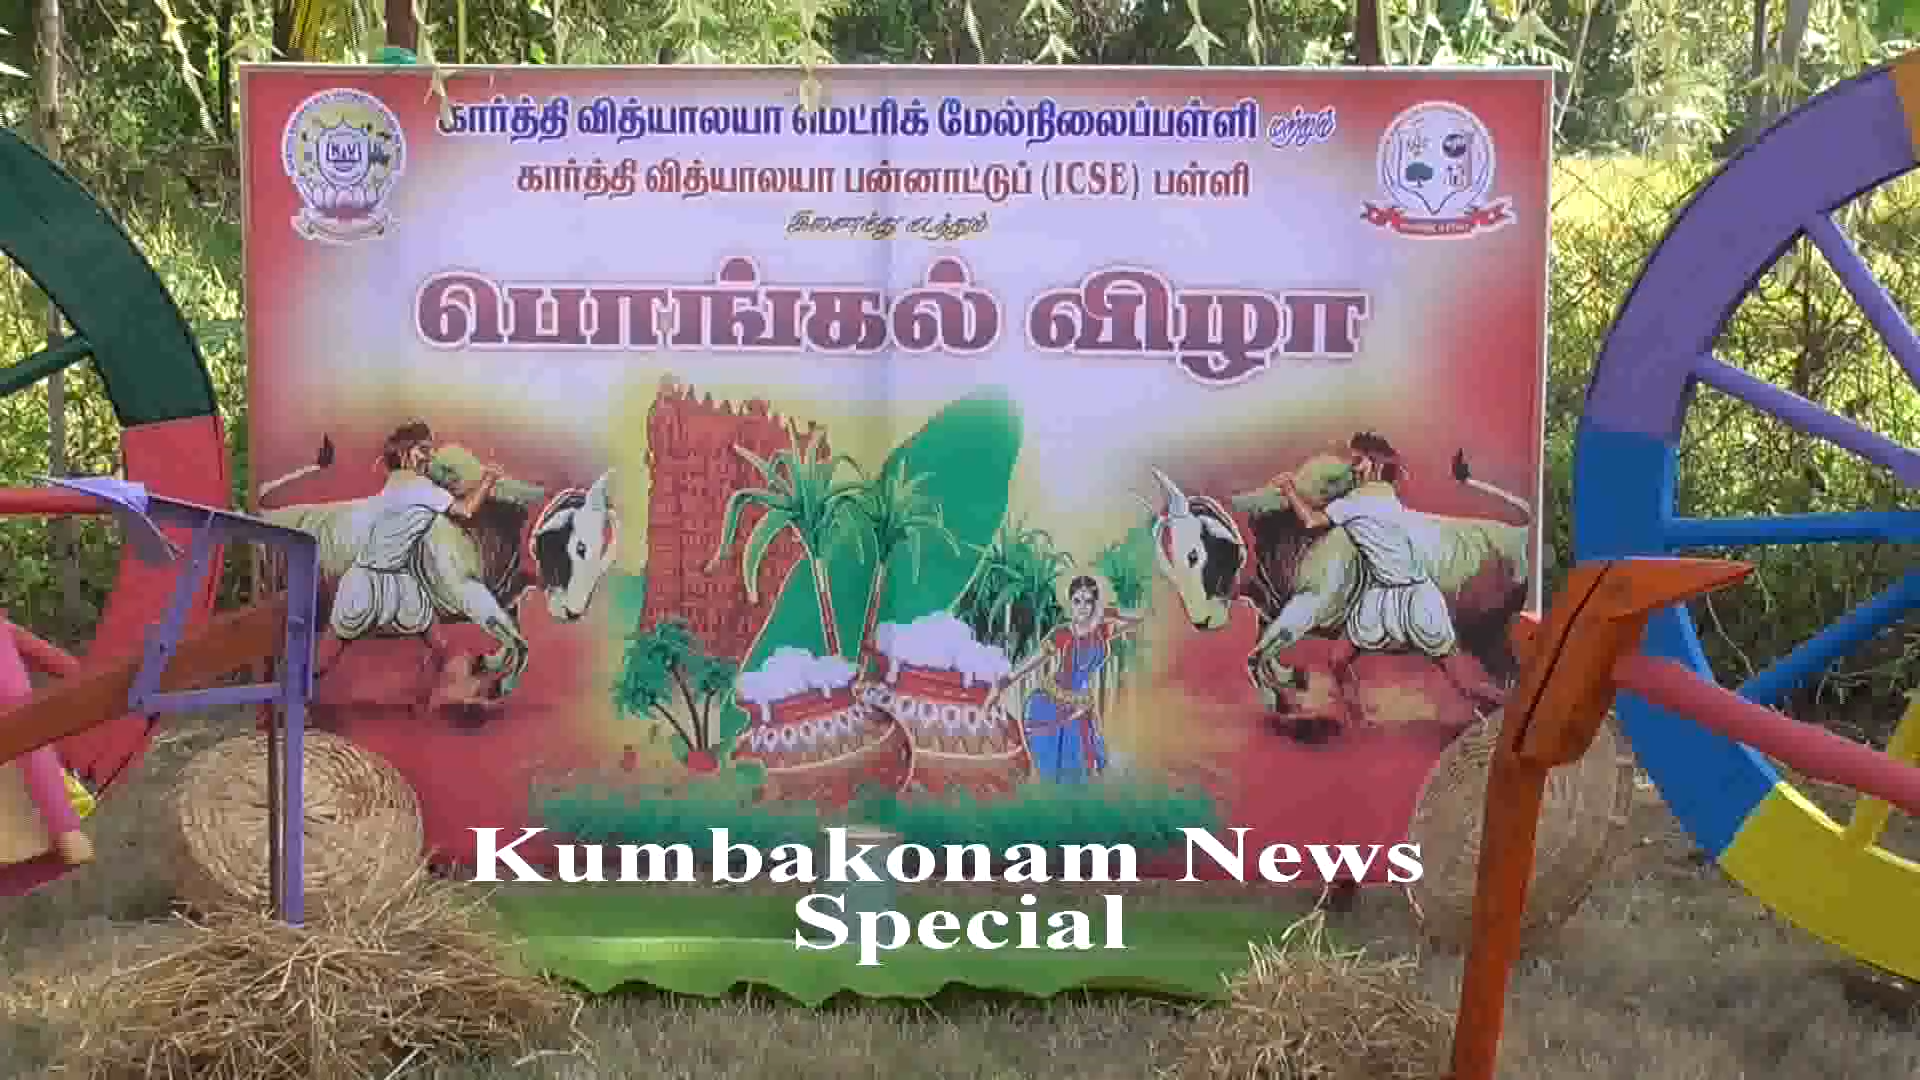 கார்த்தி வித்யாலயா மெட்ரிக் மேல்நிலைப்பள்ளி மற்றும்
கார்த்தி வித்யாலயா பன்னாட்டுப் (ICSE) பள்ளி
இணைந்து நடத்தும்
பொங்கல் விழா
Kumbakonam News
Special